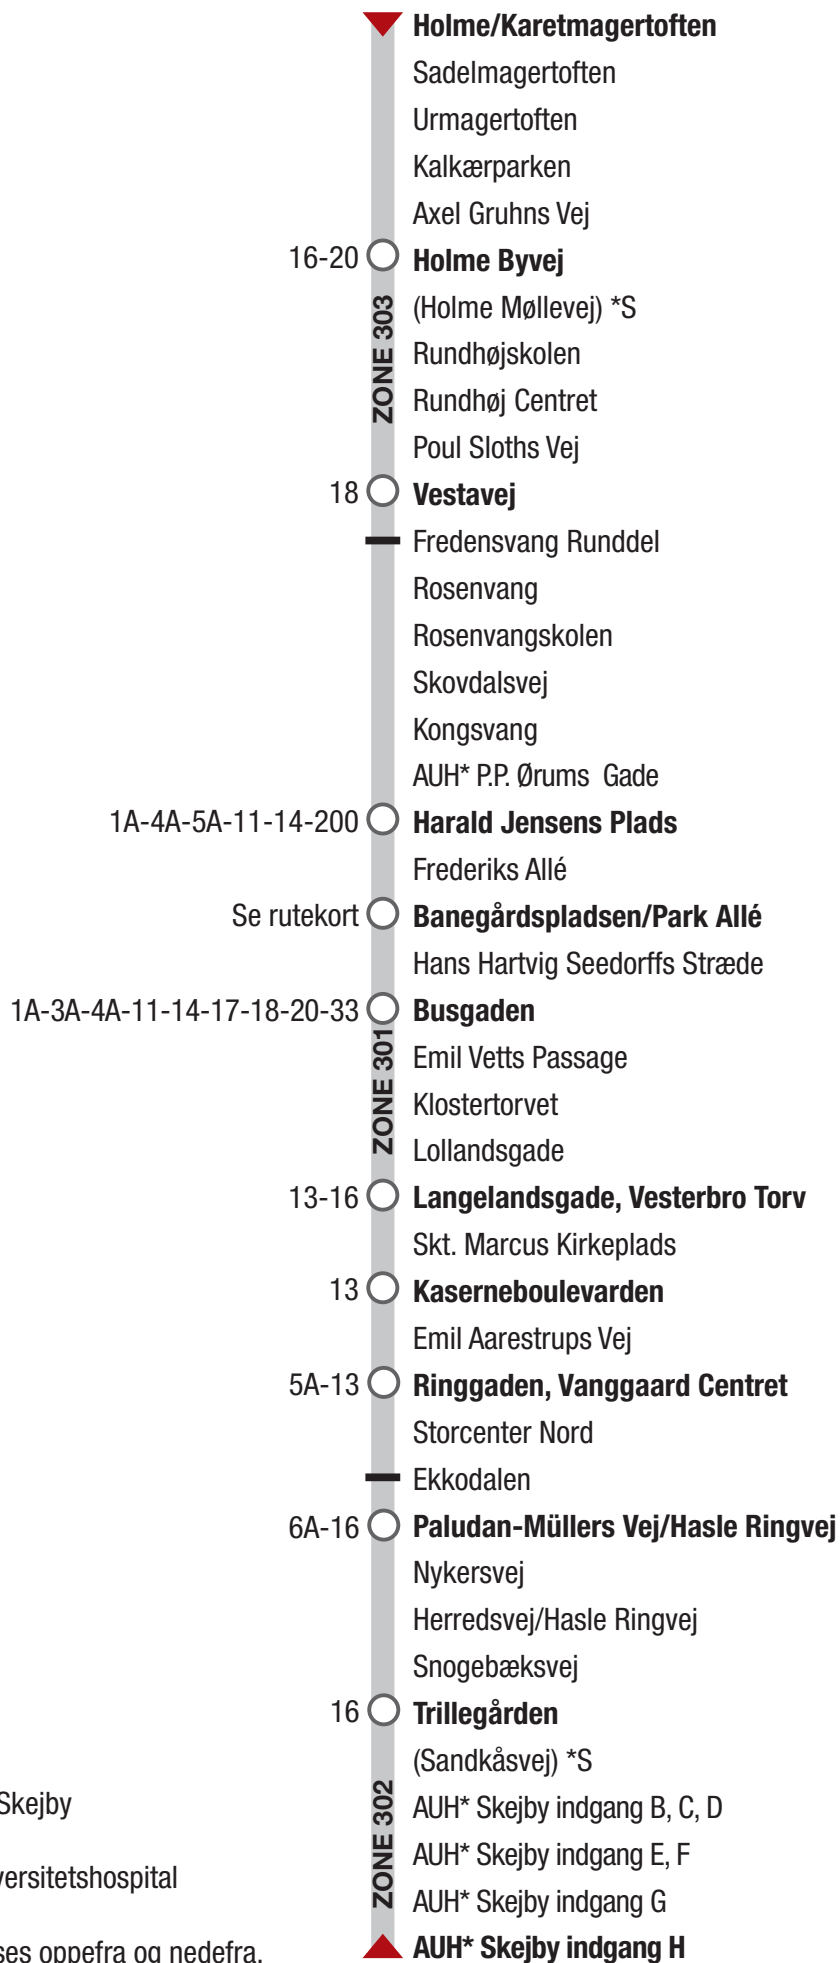 Holme/Karetmagertoften
Sadelmagertoften
Urmagertoften
Kalkærparken
Axel Gruhns Vej
16-20 Holme Byvej
(Holme Møllevej) *S
ZONE 303
Rundhøjskolen
Rundhøj Centret
Poul Sloths Vej
18 Vestavej
Fredensvang Runddel
Rosenvang
Rosenvangskolen
Skovdalsvej
Kongsvang
AUH* P.P. Ørums Gade
1A-4A-5A-11-14-200 Harald Jensens Plads
Frederiks Allé
Se rutekort Banegårdspladsen/Park Allé
Hans Hartvig Seedorffs Stræde
1A-3A-4A-11-14-17-18-20-33 Busgaden
ZONE 301
Emil Vetts Passage
Klostertorvet
Lollandsgade
13-16 Langelandsgade, Vesterbro Torv
Skt. Marcus Kirkeplads
13 Kaserneboulevarden
Emil Aarestrups Vej
5A-13 Ringgaden, Vanggaard Centret
Storcenter Nord
Ekkodalen
6A-16 Paludan-Müllers Vej/Hasle Ringvej
Nykersvej
Herredsvej/Hasle Ringvej
Snogebæksvej
16 Trillegården
(Sandkåsvej) *S
ZONE 302
AUH* Skejby indgang B, C, D
AUH* Skejby indgang E, F
AUH* Skejby indgang G
AUH* Skejby indgang H
Skejby
versitetshospital
ses oppefra og nedefra.